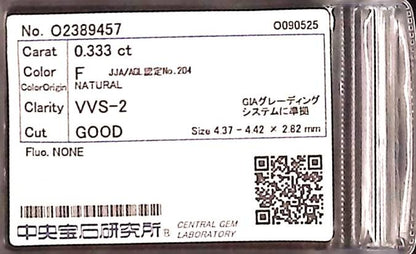 No. O2389457 O090525
Carat 0.333 ct
Color F JJA/AGL認定No.204
ColorOrigin NATURAL
Clarity VVS-2 GIAグレーディング
システムに準拠
Cut GOOD Size 4.37 - 4.42 × 2.82 mm
Fluo. NONE
中央宝石研究所® CENTRAL GEM
LABORATORY